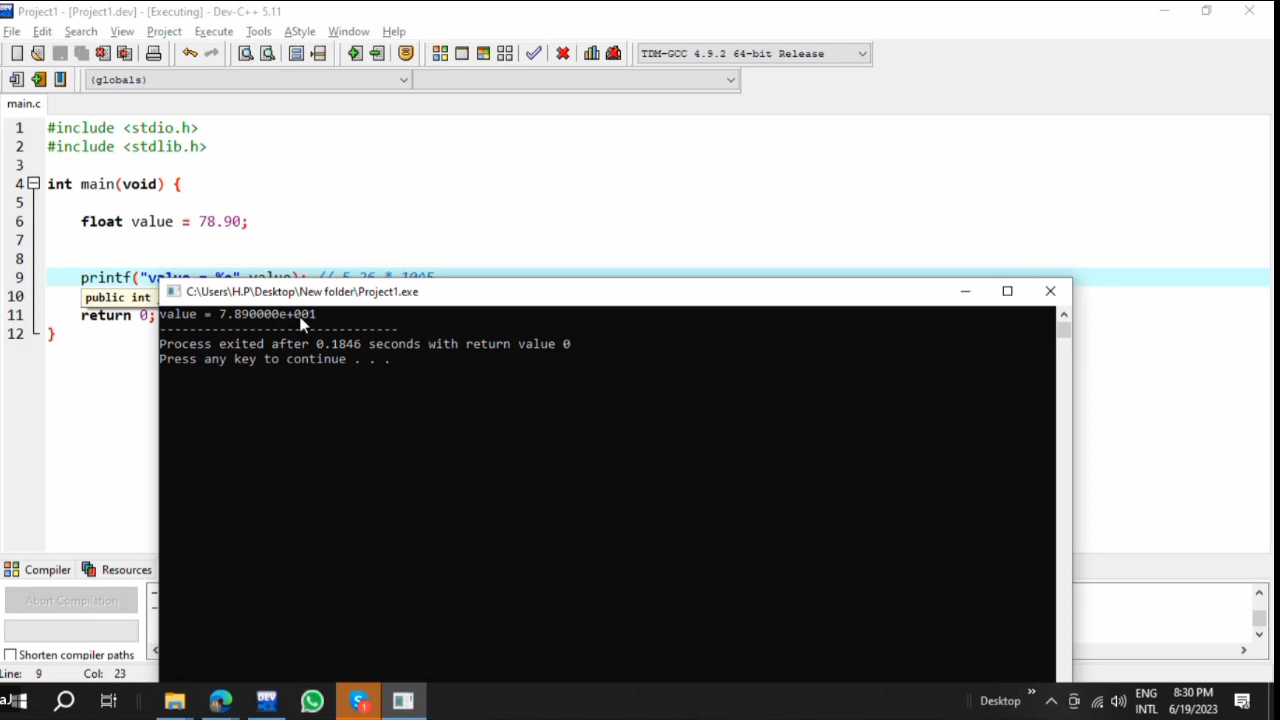 Project1 - [Project1.dev] - [Executing] - Dev-C++ 5.11
File Edit Search View Project Execute Tools AStyle Window Help
TDM-GCC 4.9.2 64-bit Release
(globals)
main.c
1 #include <stdio.h>
2 #include <stdlib.h>
3
4 int main(void) {
5
6 float value = 78.90;
7
8
9 printf("value = %e" value); // 5.26 * 10^5
10 public int
11 return 0;
12 }
C:\Users\H.P\Desktop\New folder\Project1.exe
value = 7.890000e+001
--------------------------------
Process exited after 0.1846 seconds with return value 0
Press any key to continue . . .
Compiler Resources
Abort Compilation
Shorten compiler paths
Line: 9 Col: 23
DEV
Desktop
ENG
INTL
8:30 PM
6/19/2023